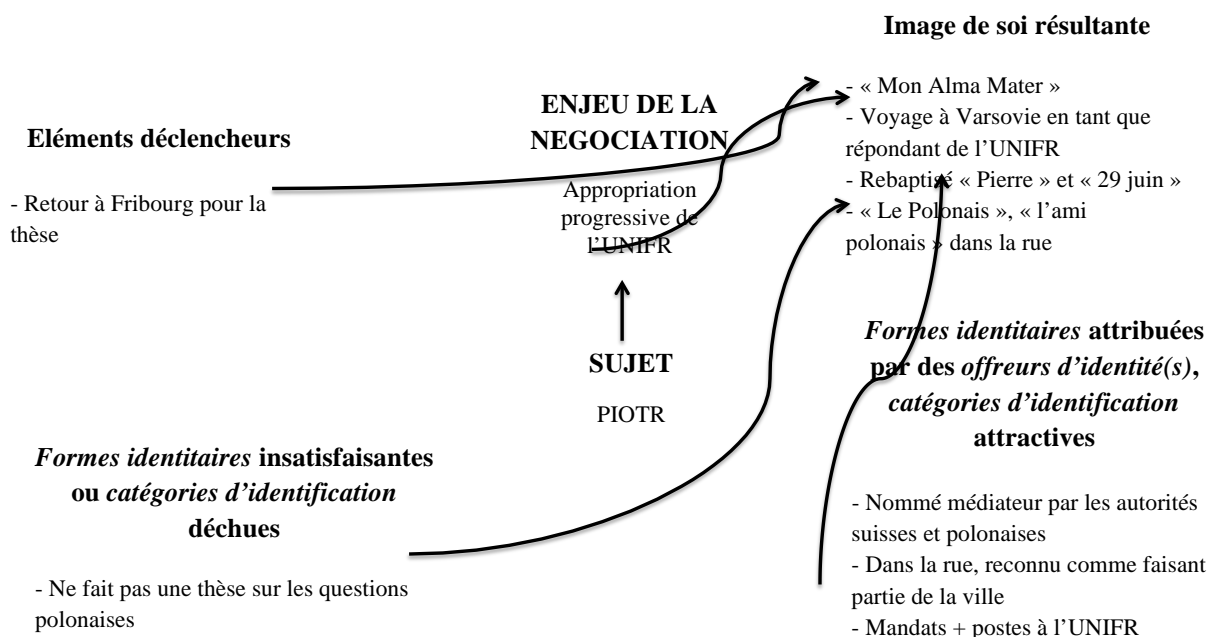 Image de soi résultante
- « Mon Alma Mater »
- Voyage à Varsovie en tant que
répondant de l’UNIFR
- Rebaptisé « Pierre » et « 29 juin »
- « Le Polonais », « l’ami
polonais » dans la rue
ENJEU DE LA
NEGOCIATION
Appropriation
progressive de
l’UNIFR
Eléments déclencheurs
- Retour à Fribourg pour la
thèse
SUJET
PIOTR
Formes identitaires attribuées
par des offreurs d’identité(s),
catégories d’identification
attractives
- Nommé médiateur par les autorités
suisses et polonaises
- Dans la rue, reconnu comme faisant
partie de la ville
- Mandats + postes à l’UNIFR
Formes identitaires insatisfaisantes
ou catégories d’identification
déchues
- Ne fait pas une thèse sur les questions
polonaises